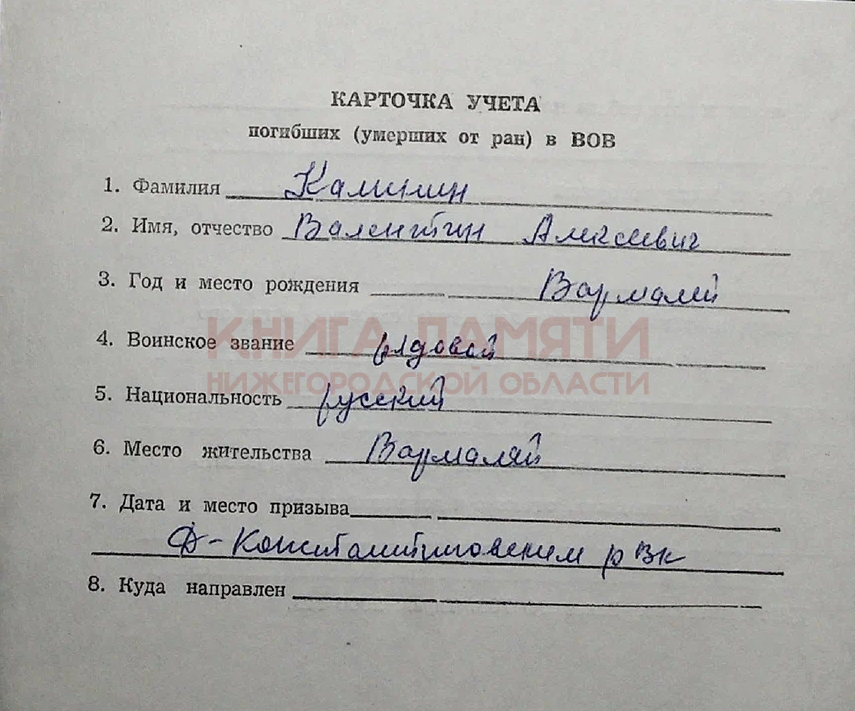 КАРТОЧКА УЧЕТА
погибших (умерших от ран) в ВОВ
1. Фамилия Калинин
2. Имя, отчество Валентин Алексеевич
3. Год и место рождения Вармалей
4. Воинское звание рядовой
КНИГА ПАМЯТИ
НИЖЕГОРОДСКОЙ ОБЛАСТИ
5. Национальность русский
6. Место жительства Вармалей
7. Дата и место призыва
Д-Константиновским рВк
8. Куда направлен